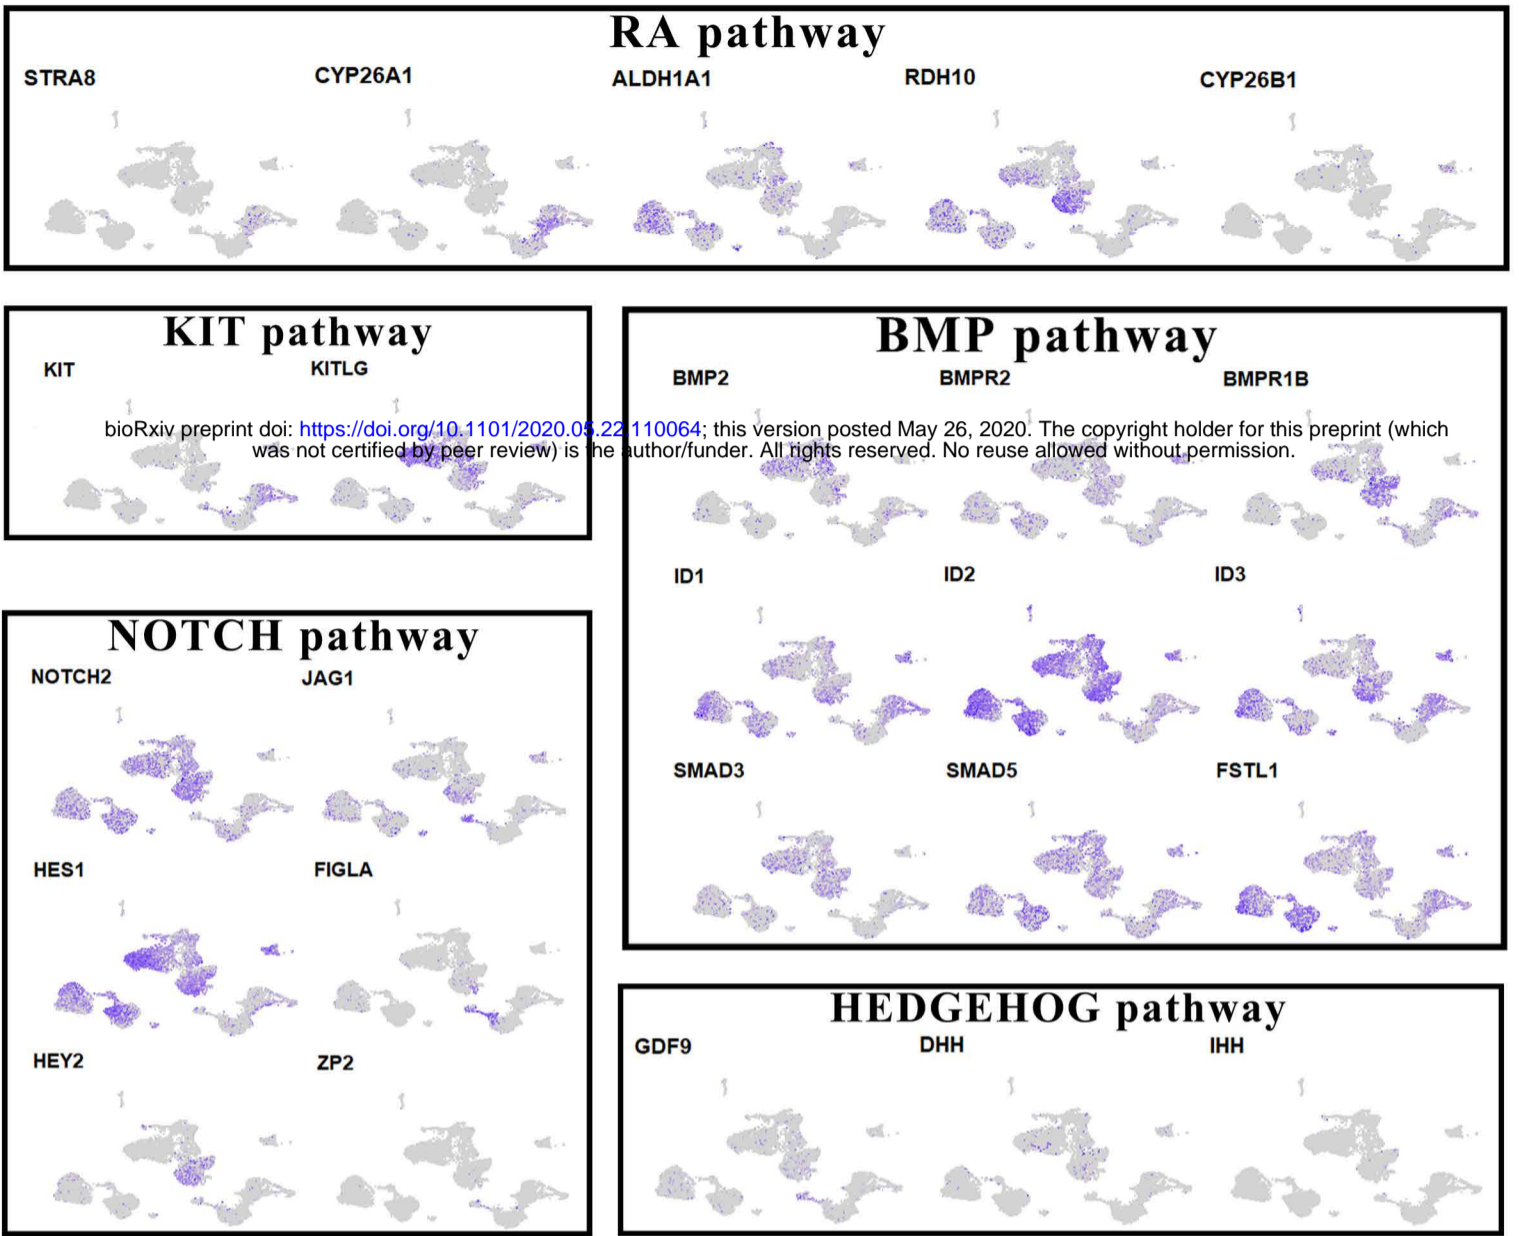 RA pathway
STRA8
CYP26A1
ALDH1A1
RDH10
CYP26B1
KIT pathway
KIT
KITLG
BMP pathway
BMP2
BMPR2
BMPR1B
bioRxiv preprint doi: https://doi.org/10.1101/2020.05.22.110064; this version posted May 26, 2020. The copyright holder for this preprint (which
was not certified by peer review) is the author/funder. All rights reserved. No reuse allowed without permission.
ID1
ID2
ID3
SMAD3
SMAD5
FSTL1
NOTCH pathway
NOTCH2
JAG1
HES1
FIGLA
HEY2
ZP2
HEDGEHOG pathway
GDF9
DHH
IHH